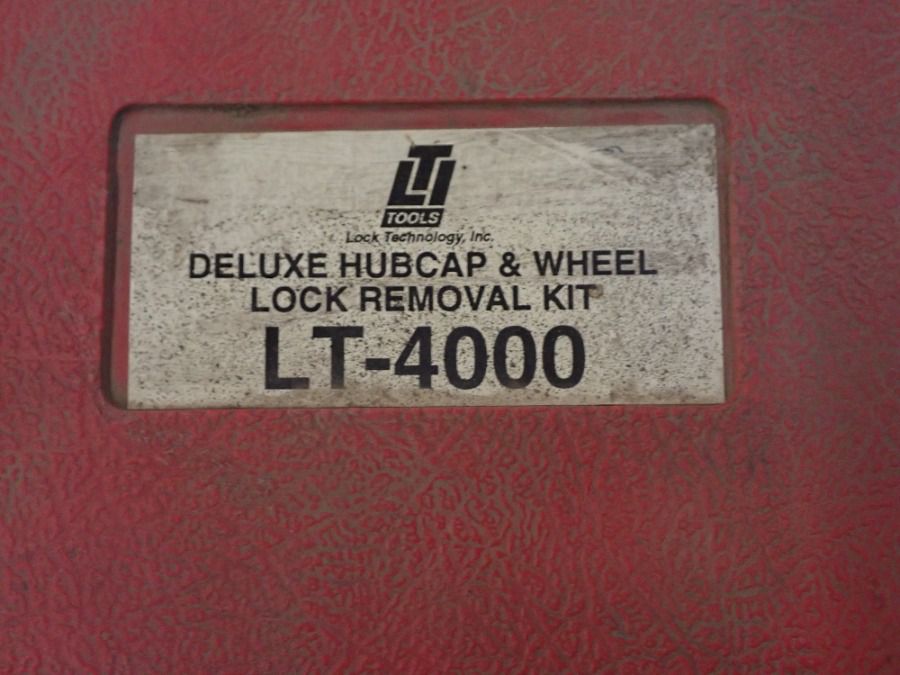 LTI
TOOLS
Lock Technology, Inc.
DELUXE HUBCAP & WHEEL
LOCK REMOVAL KIT
LT-4000